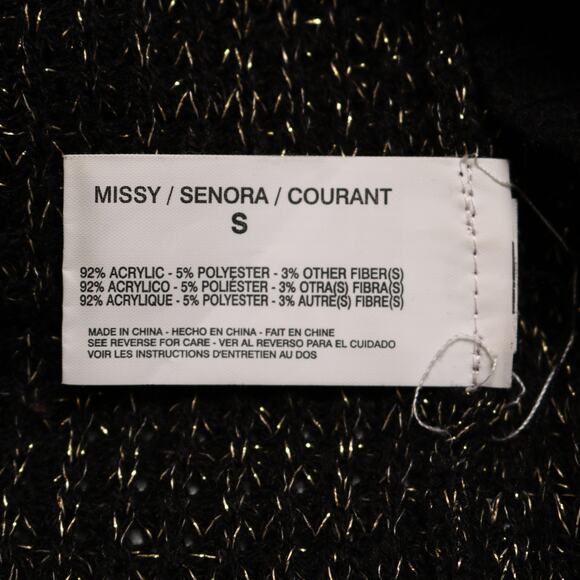 MISSY / SENORA / COURANT
S
92% ACRYLIC - 5% POLYESTER - 3% OTHER FIBER(S)
92% ACRYLICO - 5% POLIÉSTER - 3% OTRA(S) FIBRA(S)
92% ACRYLIQUE - 5% POLYESTER - 3% AUTRE(S) FIBRE(S)
MADE IN CHINA - HECHO EN CHINA - FAIT EN CHINE
SEE REVERSE FOR CARE - VER AL REVERSO PARA EL CUIDADO
VOIR LES INSTRUCTIONS D'ENTRETIEN AU DOS